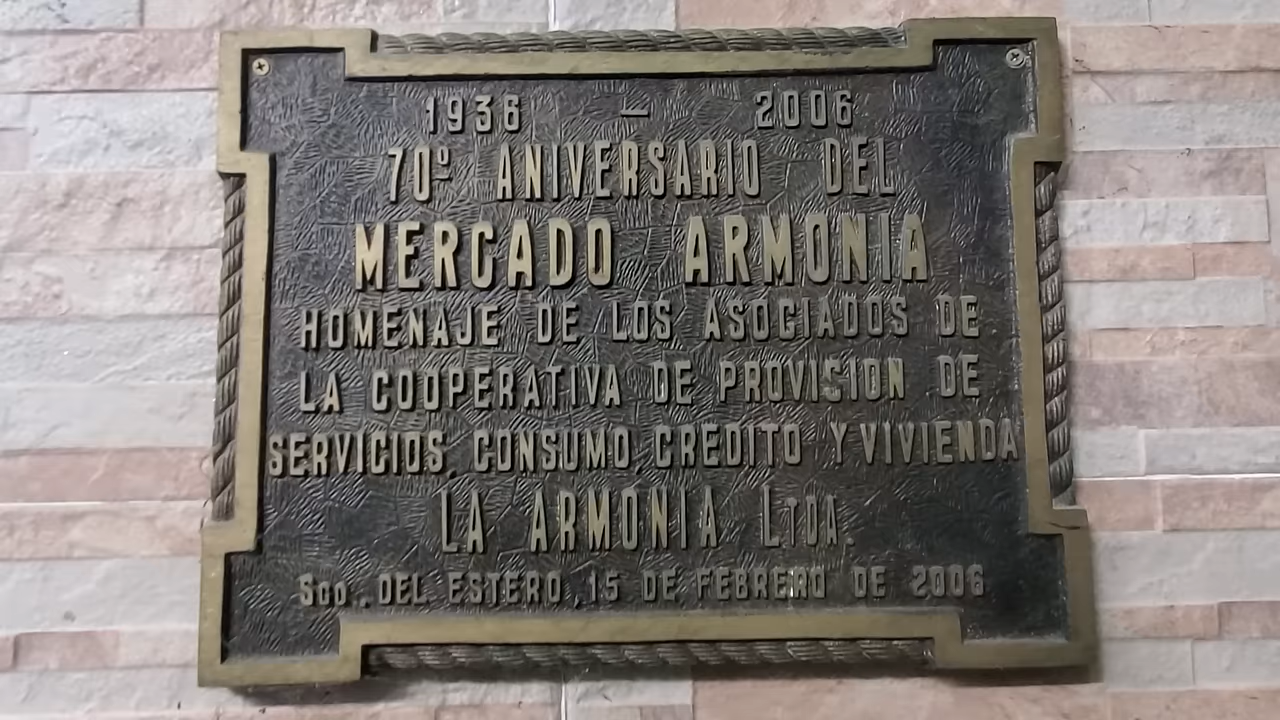 1936 – 2006
70º ANIVERSARIO DEL
MERCADO ARMONIA
HOMENAJE DE LOS ASOCIADOS DE
LA COOPERATIVA DE PROVISION DE
SERVICIOS, CONSUMO, CREDITO Y VIVIENDA
LA ARMONIA LTDA.
SGO., DEL ESTERO, 15 DE FEBRERO DE 2006